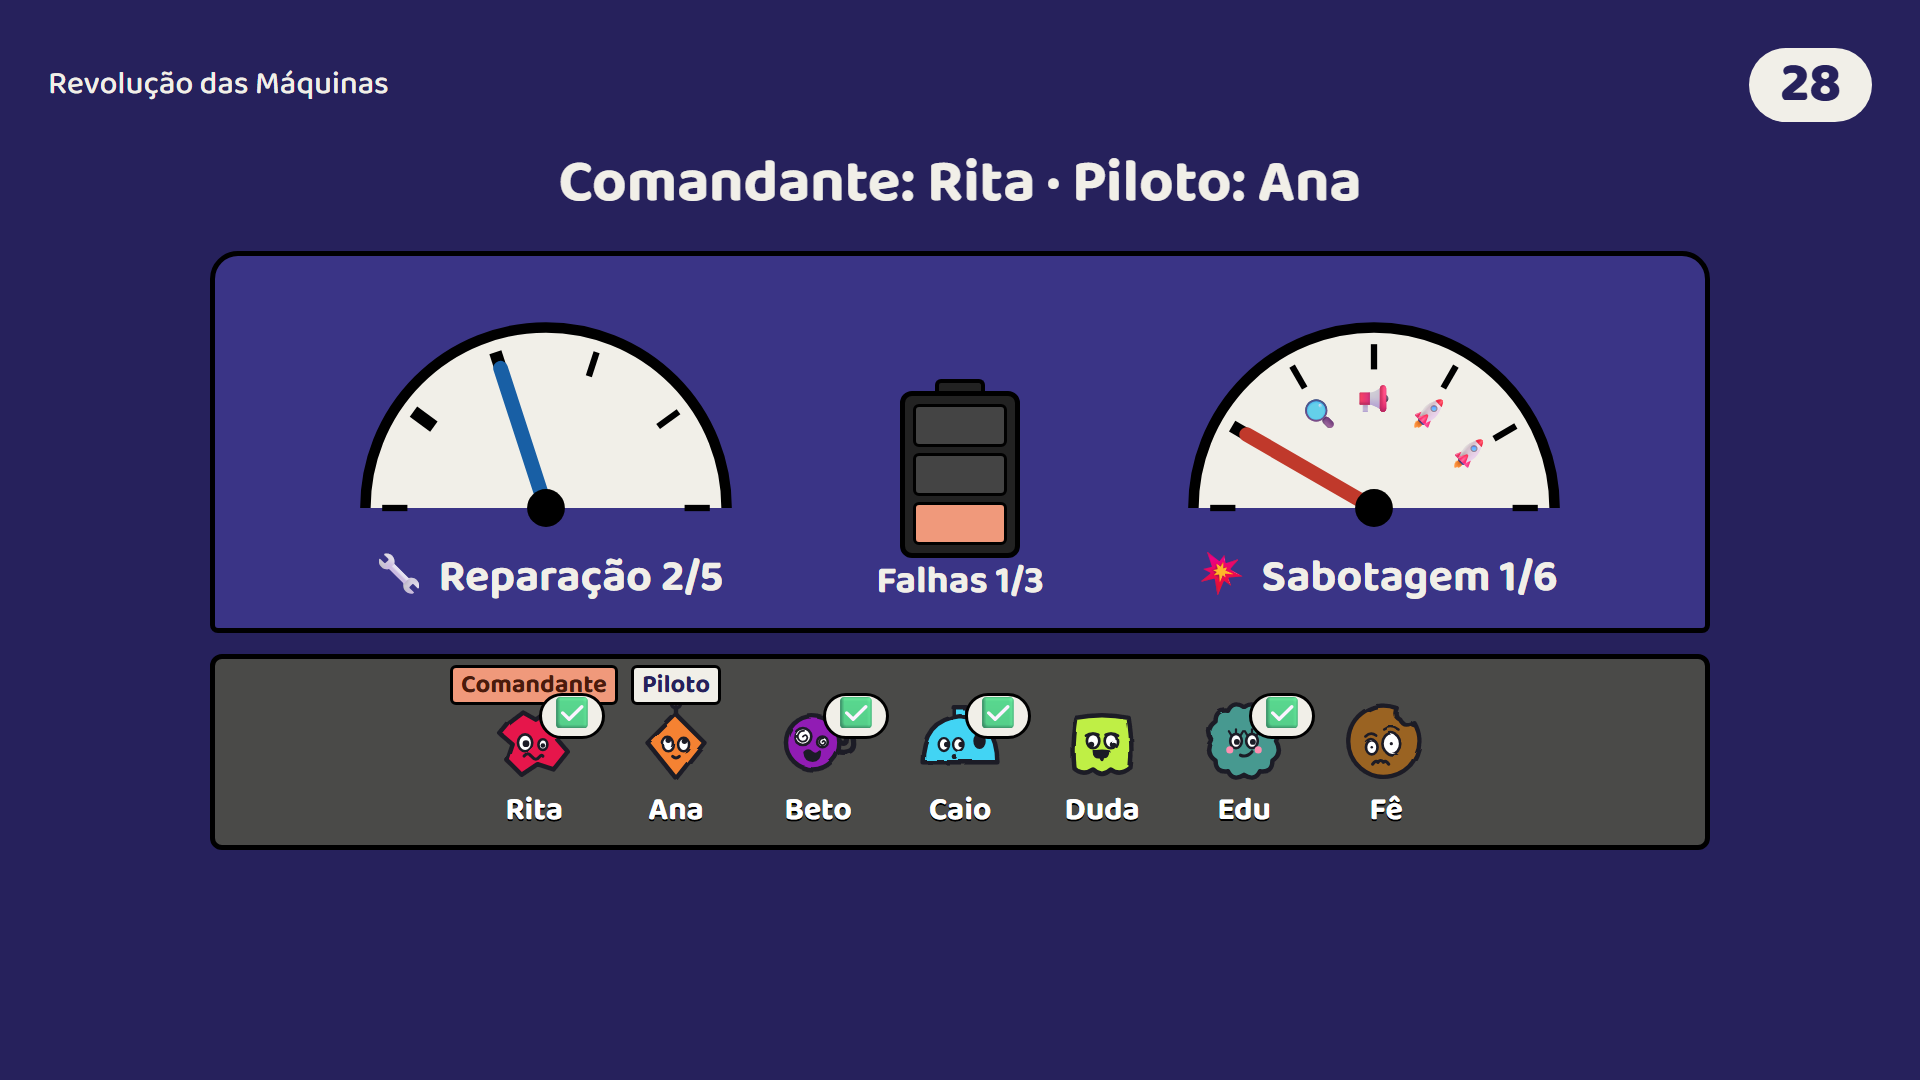 Revolução das Máquinas
28
Comandante: Rita · Piloto: Ana
Reparação 2/5
Falhas 1/3
Sabotagem 1/6
Comandante
Piloto
Rita
Ana
Beto
Caio
Duda
Edu
Fê